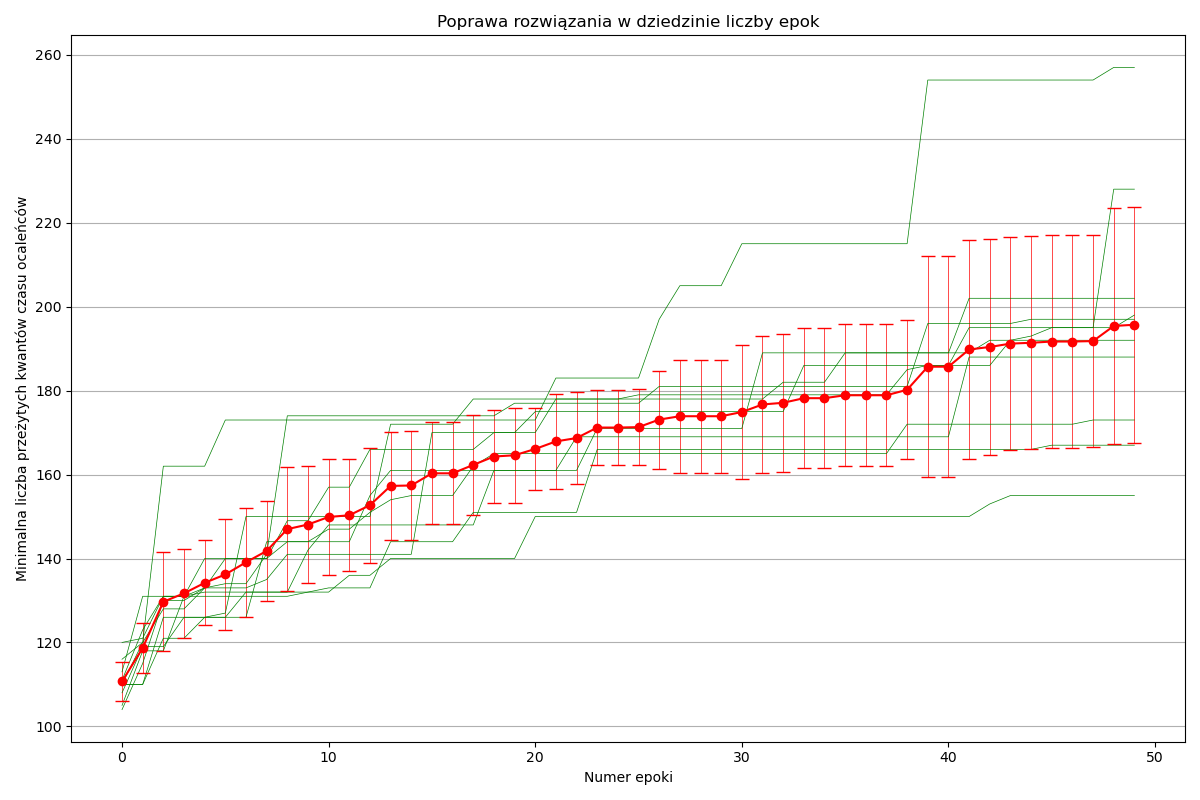 Poprawa rozwiązania w dziedzinie liczby epok
Minimalna liczba przeżytych kwantów czasu ocaleńców
260
240
220
200
180
160
140
120
100
0 10 20 30 40 50
Numer epoki